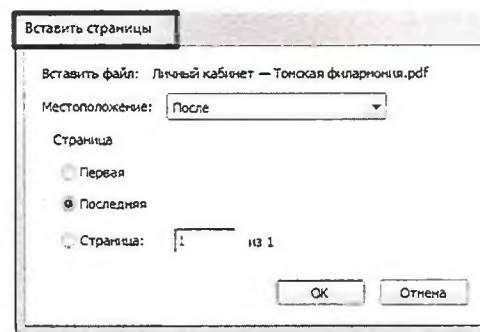 Вставить страницы
Вставить файл: Личный кабинет — Томская филармония.pdf
Местоположение: После
Страница
Первая
Последняя
Страница: 1 из 1
OK Отмена